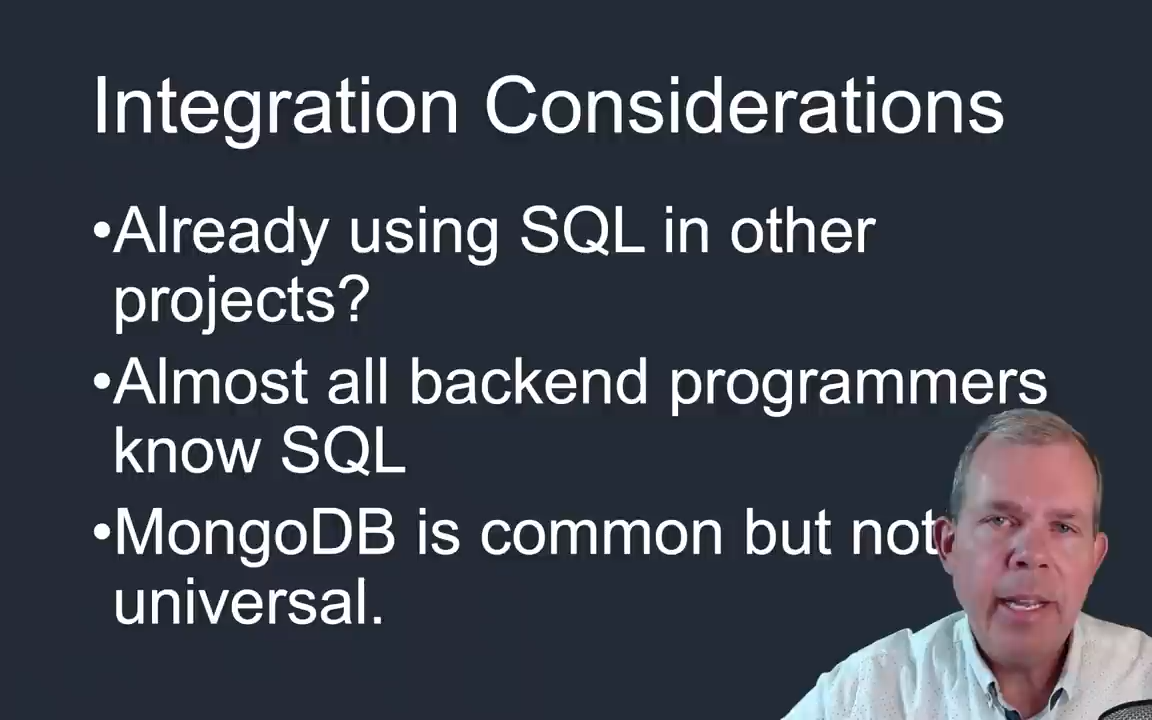 Integration Considerations
•Already using SQL in other
projects?
•Almost all backend programmers
know SQL
•MongoDB is common but not
universal.